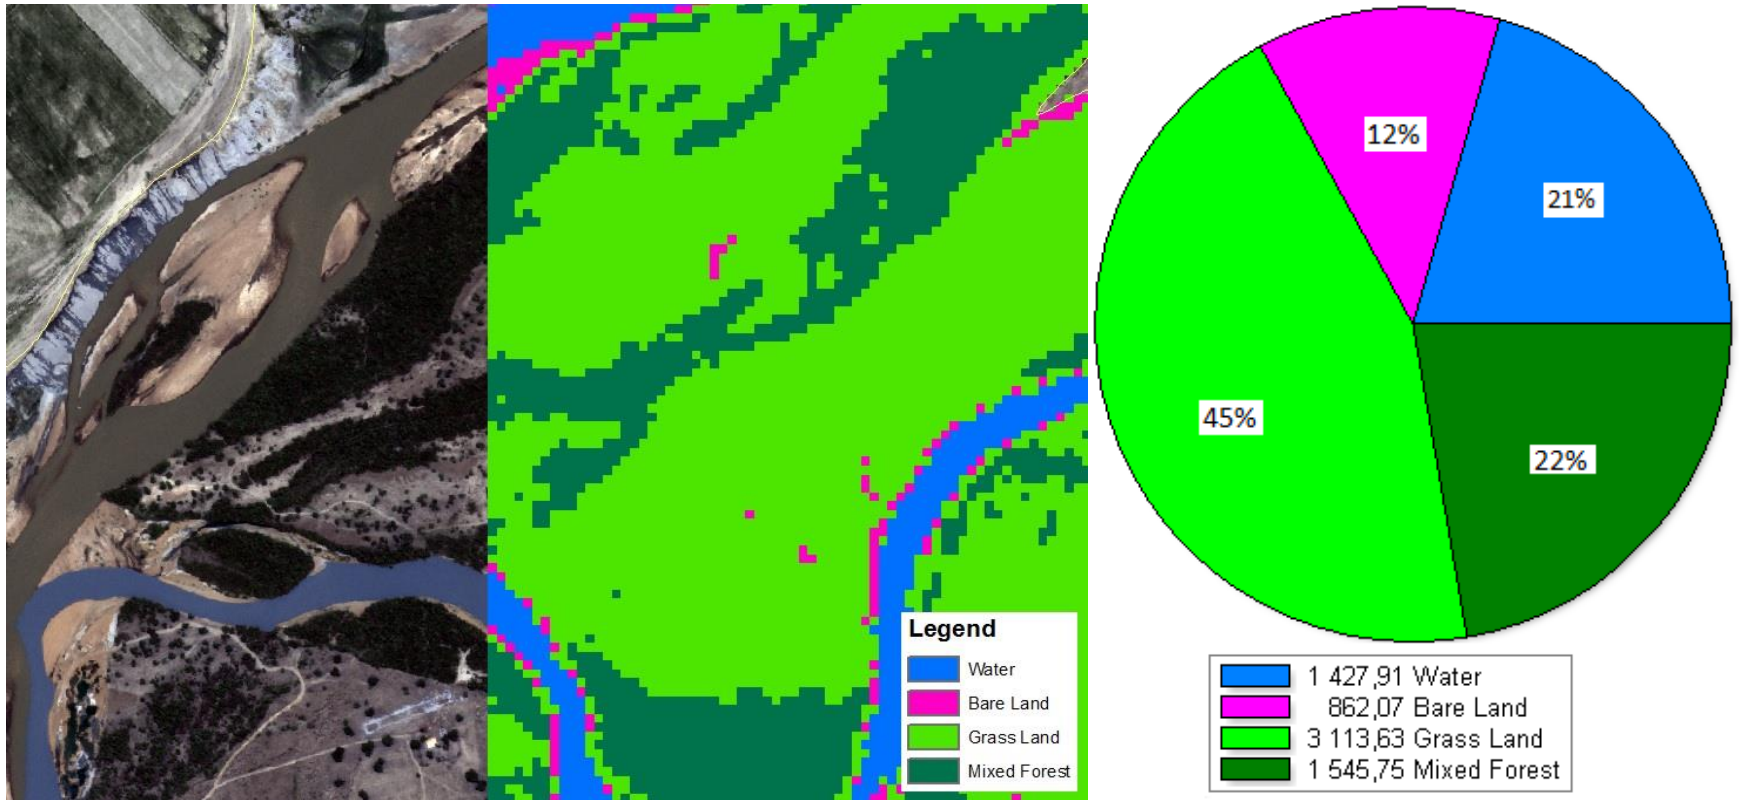 Legend
Water
Bare Land
Grass Land
Mixed Forest
12%
21%
45%
22%
1 427,91 Water
862,07 Bare Land
3 113,63 Grass Land
1 545,75 Mixed Forest